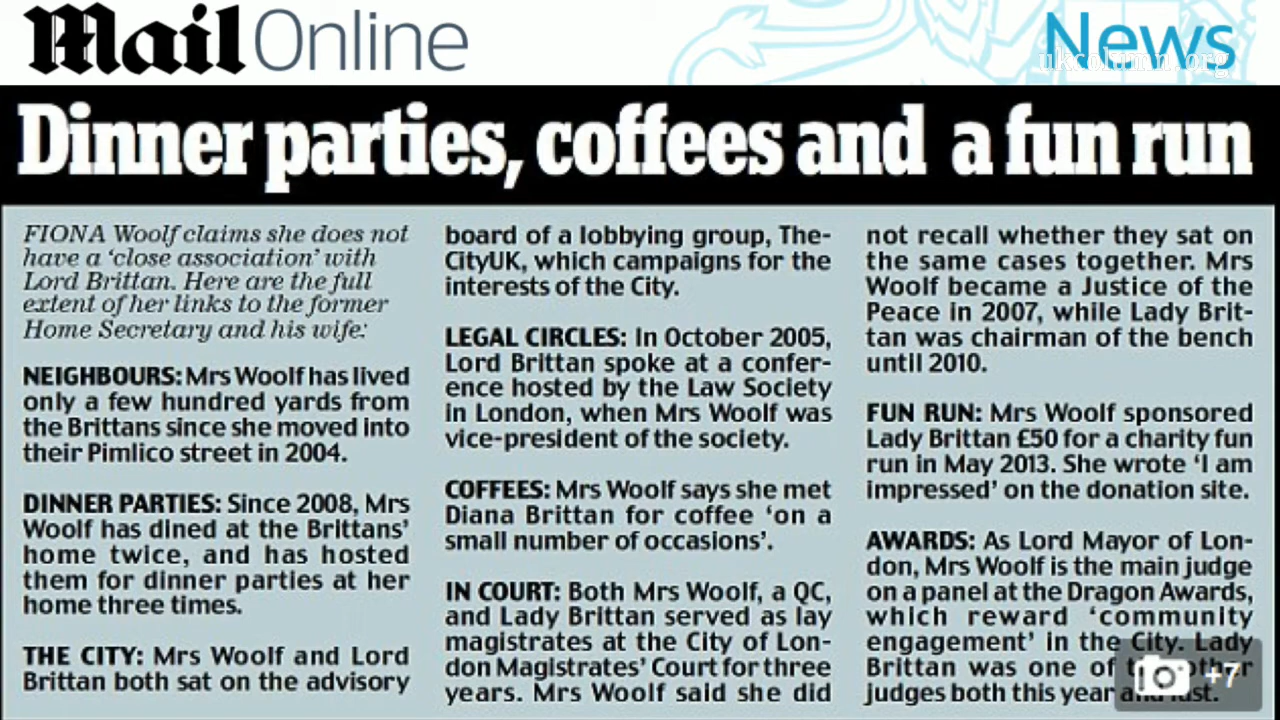 Mail Online
News
ukcolumn.org
Dinner parties, coffees and a fun run
FIONA Woolf claims she does not
have a ‘close association’ with
Lord Brittan. Here are the full
extent of her links to the former
Home Secretary and his wife:
NEIGHBOURS: Mrs Woolf has lived
only a few hundred yards from
the Brittans since she moved into
their Pimlico street in 2004.
DINNER PARTIES: Since 2008, Mrs
Woolf has dined at the Brittans’
home twice, and has hosted
them for dinner parties at her
home three times.
THE CITY: Mrs Woolf and Lord
Brittan both sat on the advisory
board of a lobbying group, The-
CityUK, which campaigns for the
interests of the City.
LEGAL CIRCLES: In October 2005,
Lord Brittan spoke at a confer-
ence hosted by the Law Society
in London, when Mrs Woolf was
vice-president of the society.
COFFEES: Mrs Woolf says she met
Diana Brittan for coffee ‘on a
small number of occasions’.
IN COURT: Both Mrs Woolf, a QC,
and Lady Brittan served as lay
magistrates at the City of Lon-
don Magistrates’ Court for three
years. Mrs Woolf said she did
not recall whether they sat on
the same cases together. Mrs
Woolf became a Justice of the
Peace in 2007, while Lady Brit-
tan was chairman of the bench
until 2010.
FUN RUN: Mrs Woolf sponsored
Lady Brittan £50 for a charity fun
run in May 2013. She wrote ‘I am
impressed’ on the donation site.
AWARDS: As Lord Mayor of Lon-
don, Mrs Woolf is the main judge
on a panel at the Dragon Awards,
which reward ‘community
engagement’ in the City. Lady
Brittan was one of the other
judges both this year and last.
+7